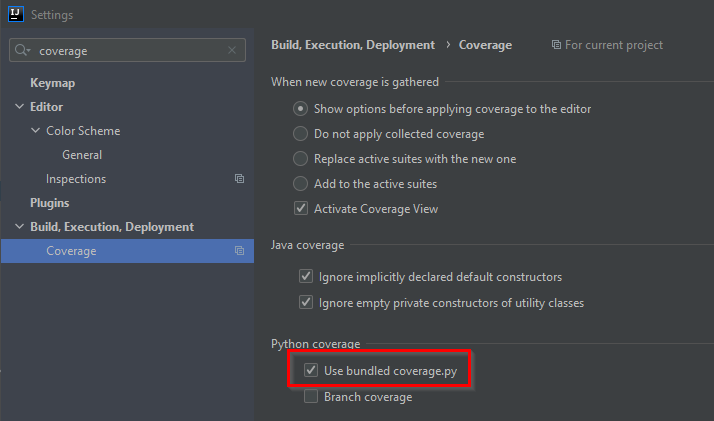 IJ
Settings
coverage
Keymap
Editor
Color Scheme
General
Inspections
Plugins
Build, Execution, Deployment
Coverage
Build, Execution, Deployment › Coverage For current project
When new coverage is gathered
Show options before applying coverage to the editor
Do not apply collected coverage
Replace active suites with the new one
Add to the active suites
Activate Coverage View
Java coverage
Ignore implicitly declared default constructors
Ignore empty private constructors of utility classes
Python coverage
Use bundled coverage.py
Branch coverage